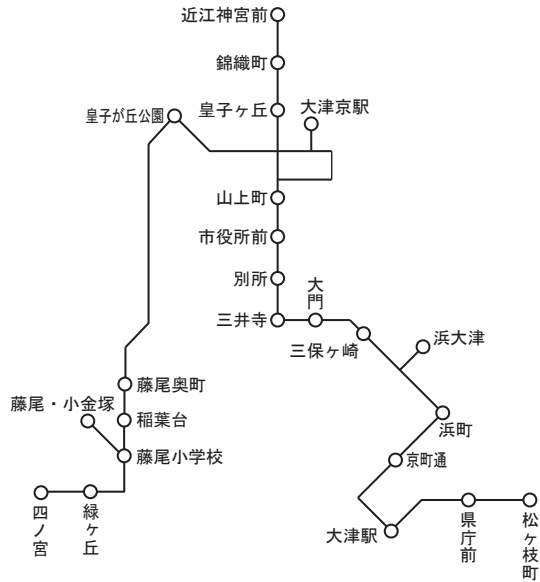 近江神宮前
錦織町
皇子ヶ丘
大津京駅
皇子が丘公園
山上町
市役所前
別所
大門
三井寺
三保ヶ崎
浜大津
藤尾奥町
藤尾・小金塚
稲葉台
浜町
藤尾小学校
京町通
四ノ宮
緑ヶ丘
大津駅
県庁前
松ヶ枝町